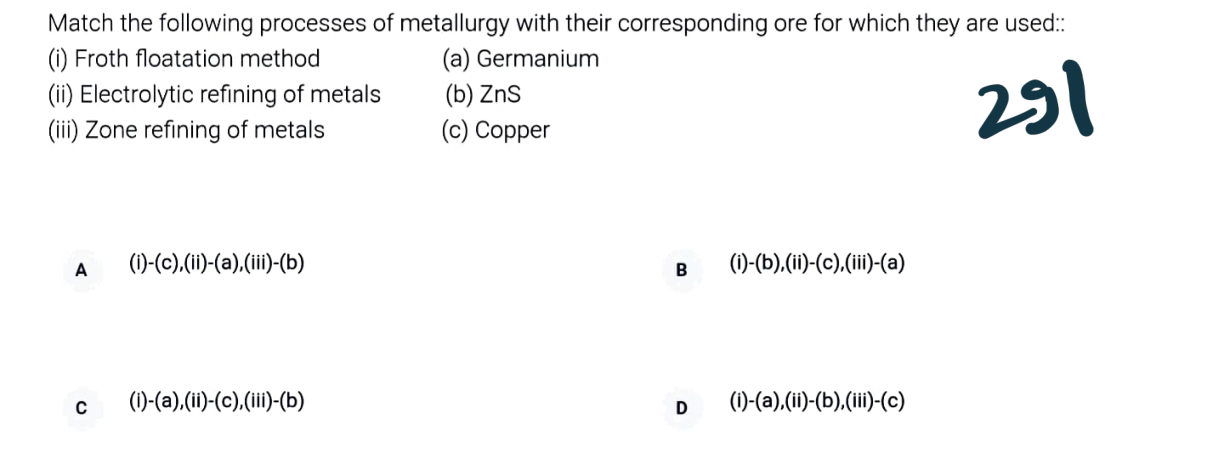 Match the following processes of metallurgy with their corresponding ore for which they are used::
(i) Froth floatation method (a) Germanium
(ii) Electrolytic refining of metals (b) ZnS
(iii) Zone refining of metals (c) Copper
291
A (i)-(c),(ii)-(a),(iii)-(b)
B (i)-(b),(ii)-(c),(iii)-(a)
C (i)-(a),(ii)-(c),(iii)-(b)
D (i)-(a),(ii)-(b),(iii)-(c)